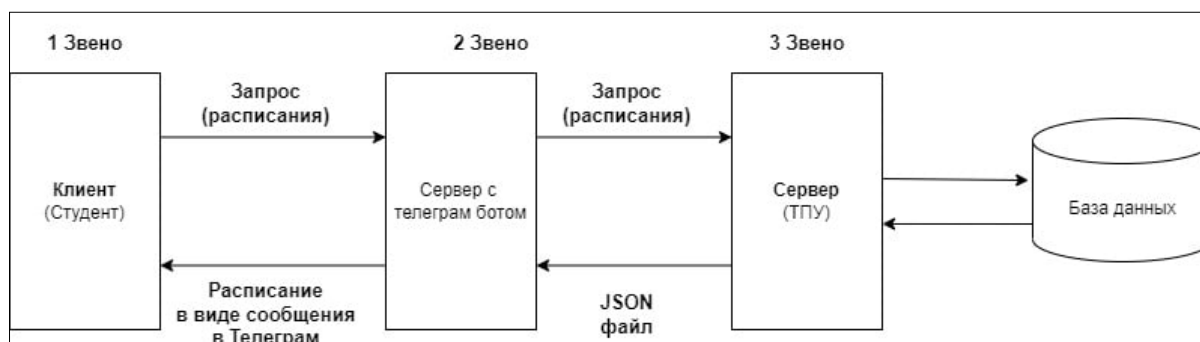 1 Звено
2 Звено
3 Звено
Запрос
(расписания)
Запрос
(расписания)
Клиент
(Студент)
Сервер с
телеграм ботом
Сервер
(ТПУ)
База данных
Расписание
в виде сообщения
в Телеграм
JSON
файл